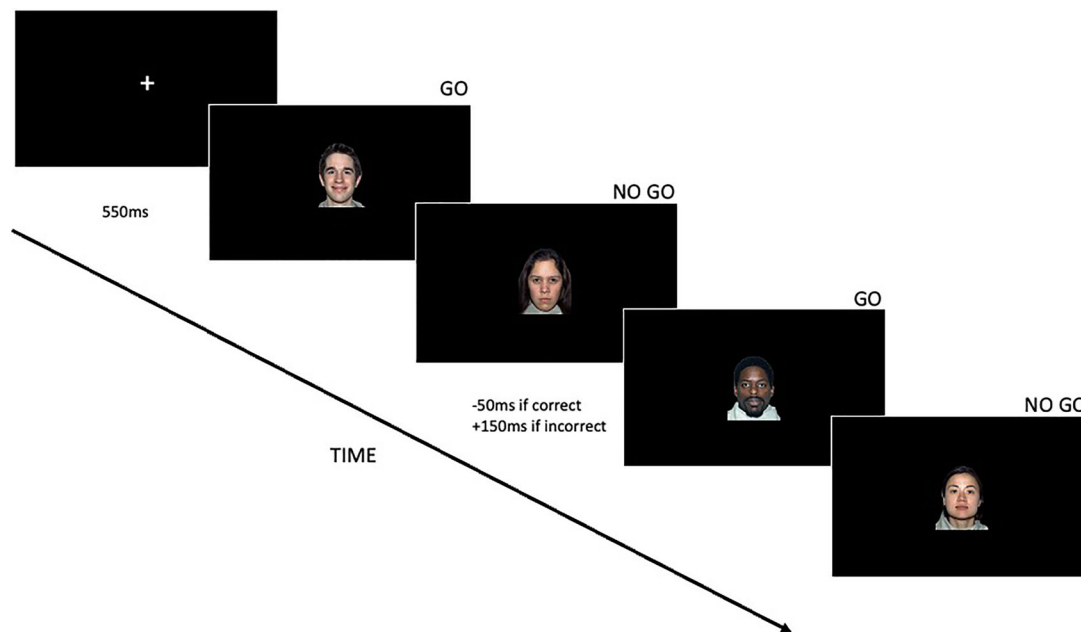 GO
NO GO
550ms
GO
-50ms if correct
+150ms if incorrect
NO GO
TIME